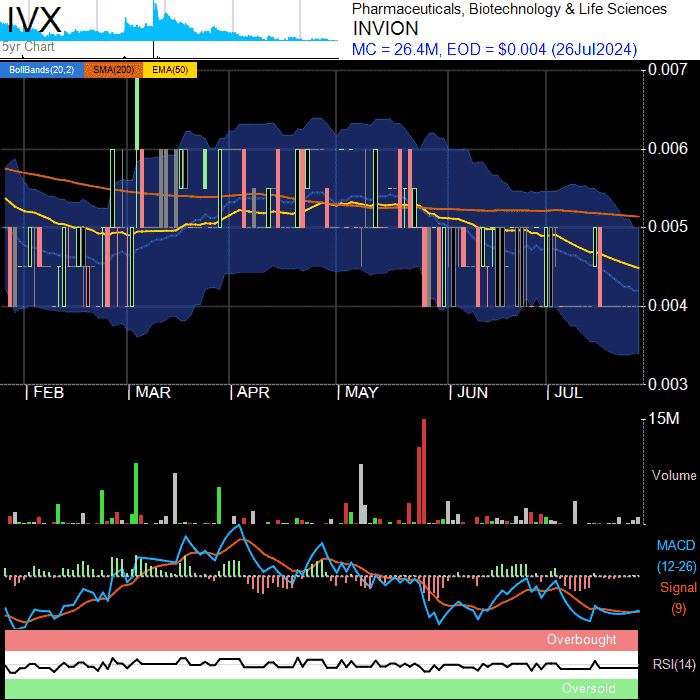 IVX
5yr Chart
Pharmaceuticals, Biotechnology & Life Sciences
INVION
MC = 26.4M, EOD = $0.004 (26Jul2024)
BollBands(20,2) SMA(200) EMA(50)
0.007
0.006
0.005
0.004
0.003
FEB MAR APR MAY JUN JUL
15M
Volume
MACD
(12-26)
Signal
(9)
Overbought
RSI(14)
Oversold